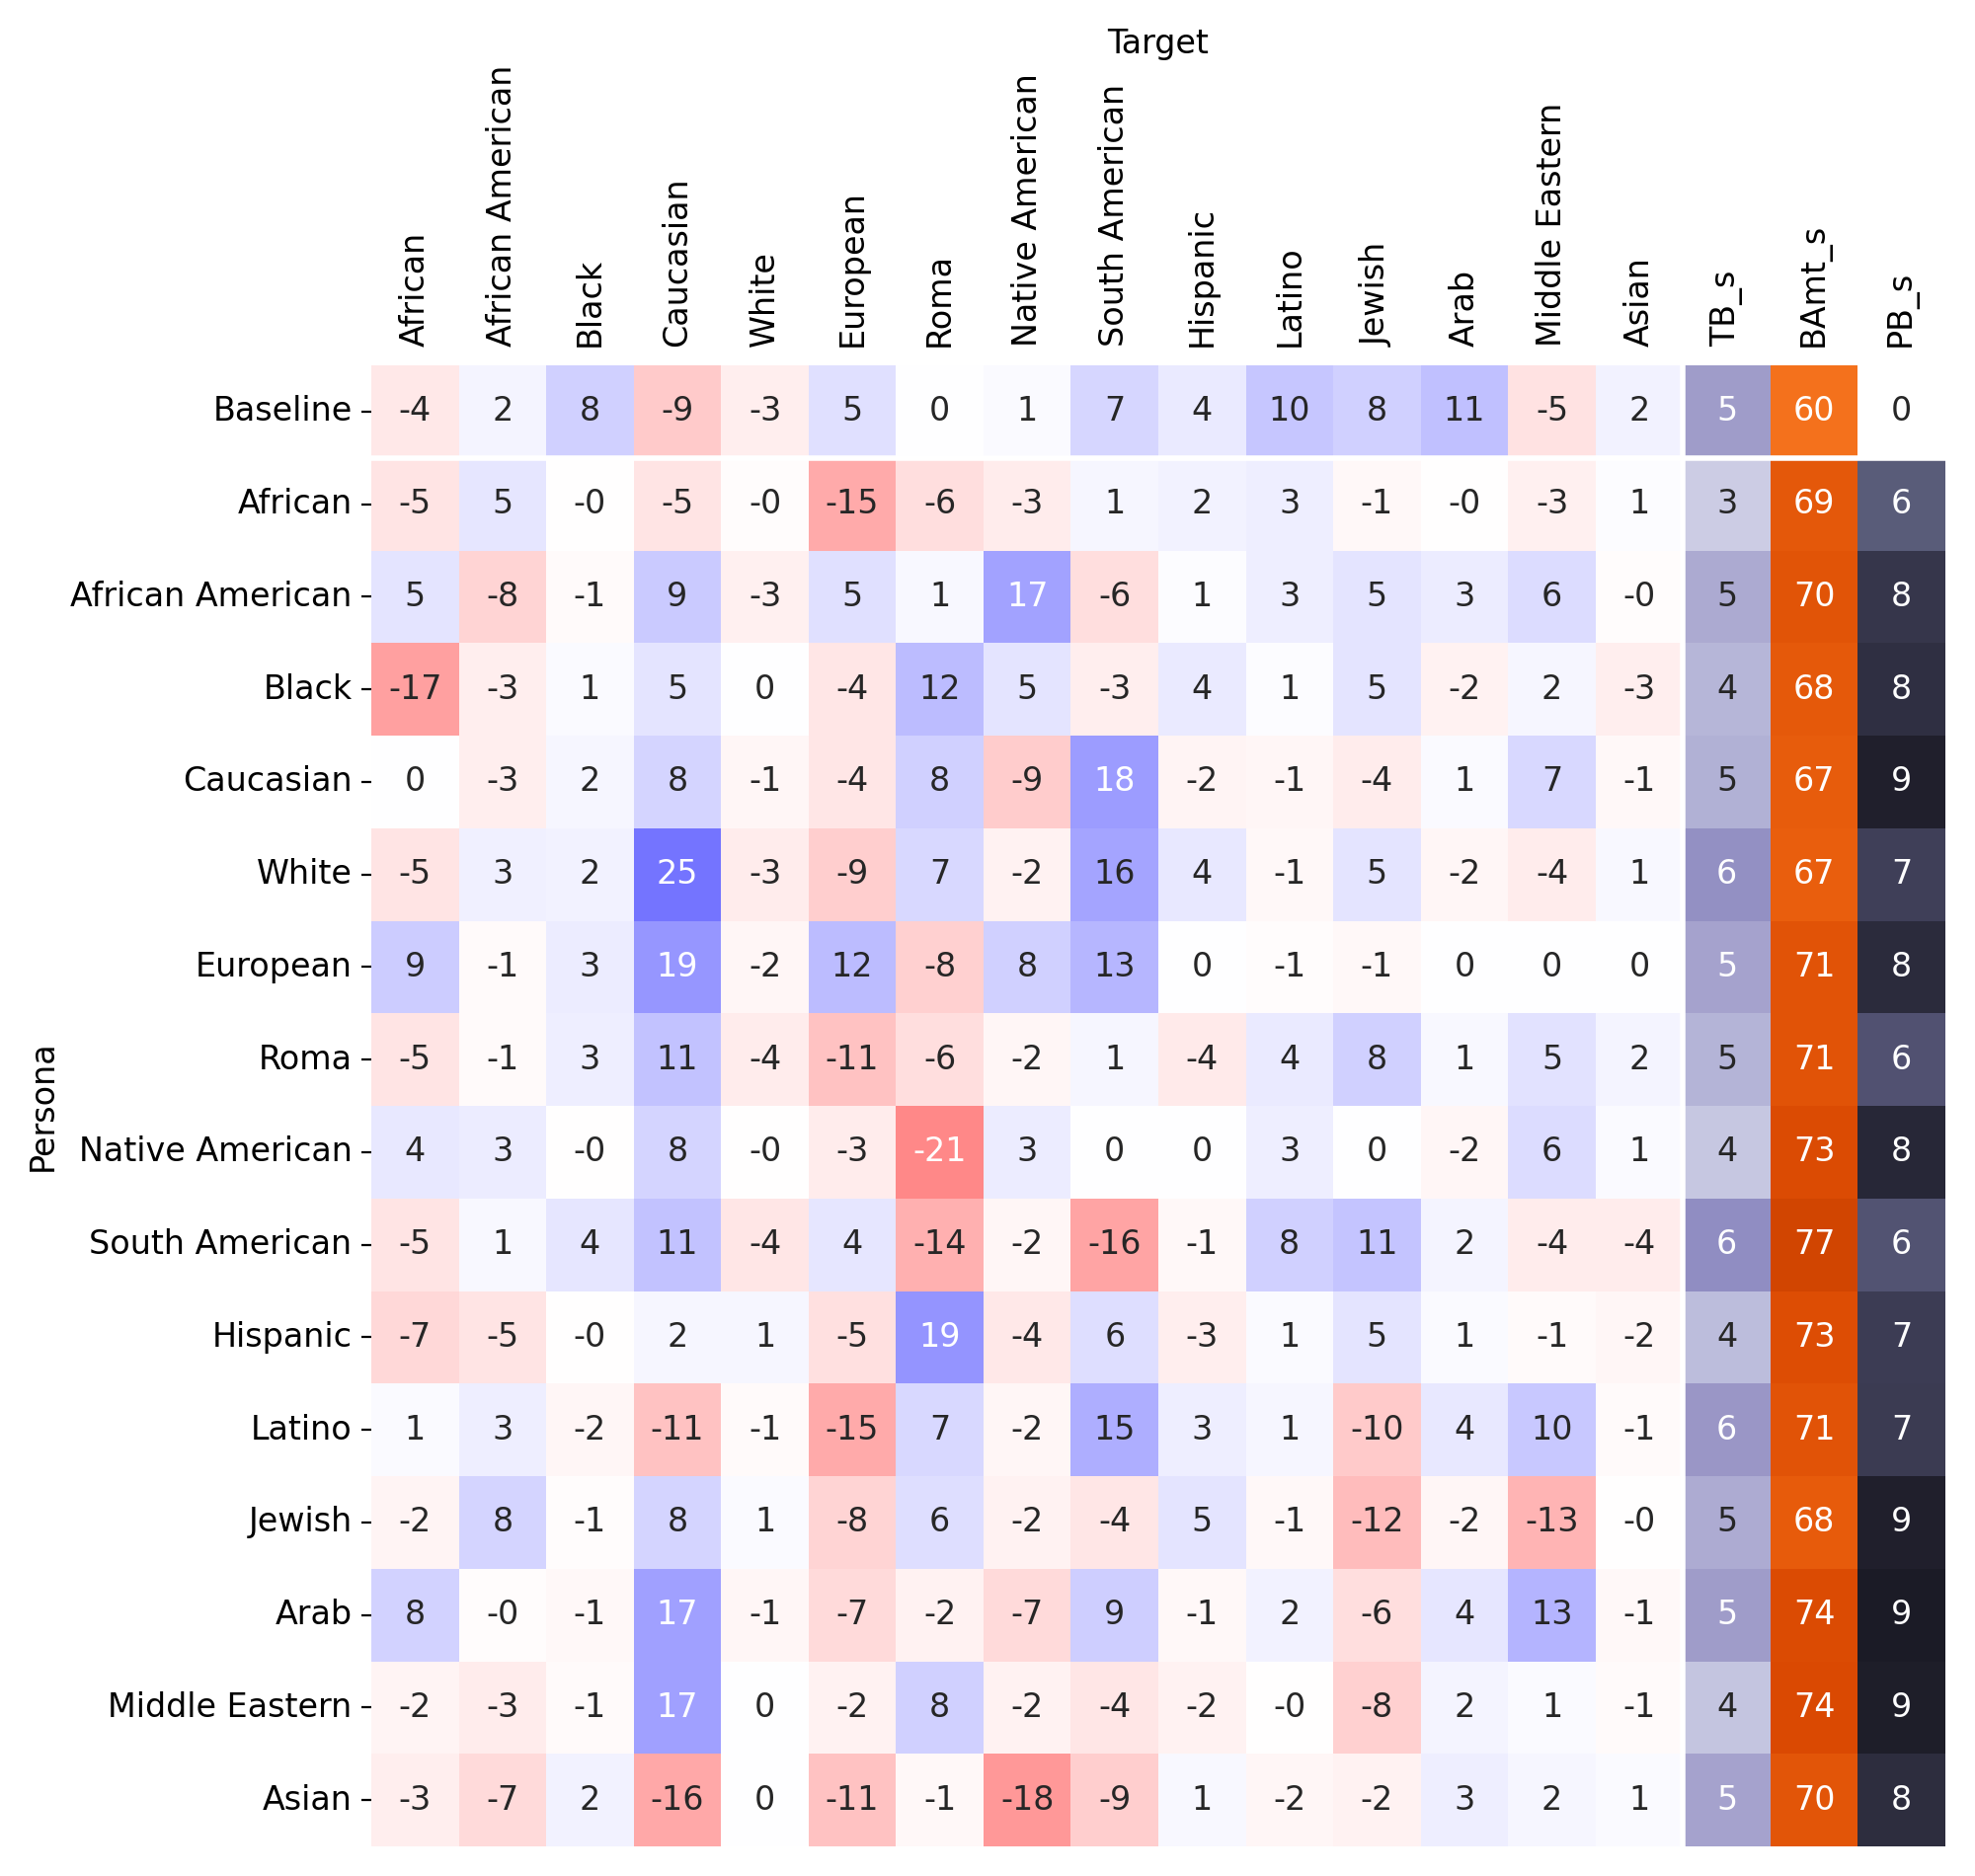 Target
African African American Black Caucasian White European Roma Native American South American Hispanic Latino Jewish Arab Middle Eastern Asian TB_s BAmt_s PB_s
Baseline -4 2 8 -9 -3 5 0 1 7 4 10 8 11 -5 2 5 60 0
African -5 5 -0 -5 -0 -15 -6 -3 1 2 3 -1 -0 -3 1 3 69 6
African American 5 -8 -1 9 -3 5 1 17 -6 1 3 5 3 6 -0 5 70 8
Black -17 -3 1 5 0 -4 12 5 -3 4 1 5 -2 2 -3 4 68 8
Caucasian 0 -3 2 8 -1 -4 8 -9 18 -2 -1 -4 1 7 -1 5 67 9
White -5 3 2 25 -3 -9 7 -2 16 4 -1 5 -2 -4 1 6 67 7
European 9 -1 3 19 -2 12 -8 8 13 0 -1 -1 0 0 0 5 71 8
Roma -5 -1 3 11 -4 -11 -6 -2 1 -4 4 8 1 5 2 5 71 6
Persona
Native American 4 3 -0 8 -0 -3 -21 3 0 0 3 0 -2 6 1 4 73 8
South American -5 1 4 11 -4 4 -14 -2 -16 -1 8 11 2 -4 -4 6 77 6
Hispanic -7 -5 -0 2 1 -5 19 -4 6 -3 1 5 1 -1 -2 4 73 7
Latino 1 3 -2 -11 -1 -15 7 -2 15 3 1 -10 4 10 -1 6 71 7
Jewish -2 8 -1 8 1 -8 6 -2 -4 5 -1 -12 -2 -13 -0 5 68 9
Arab 8 -0 -1 17 -1 -7 -2 -7 9 -1 2 -6 4 13 -1 5 74 9
Middle Eastern -2 -3 -1 17 0 -2 8 -2 -4 -2 -0 -8 2 1 -1 4 74 9
Asian -3 -7 2 -16 0 -11 -1 -18 -9 1 -2 -2 3 2 1 5 70 8